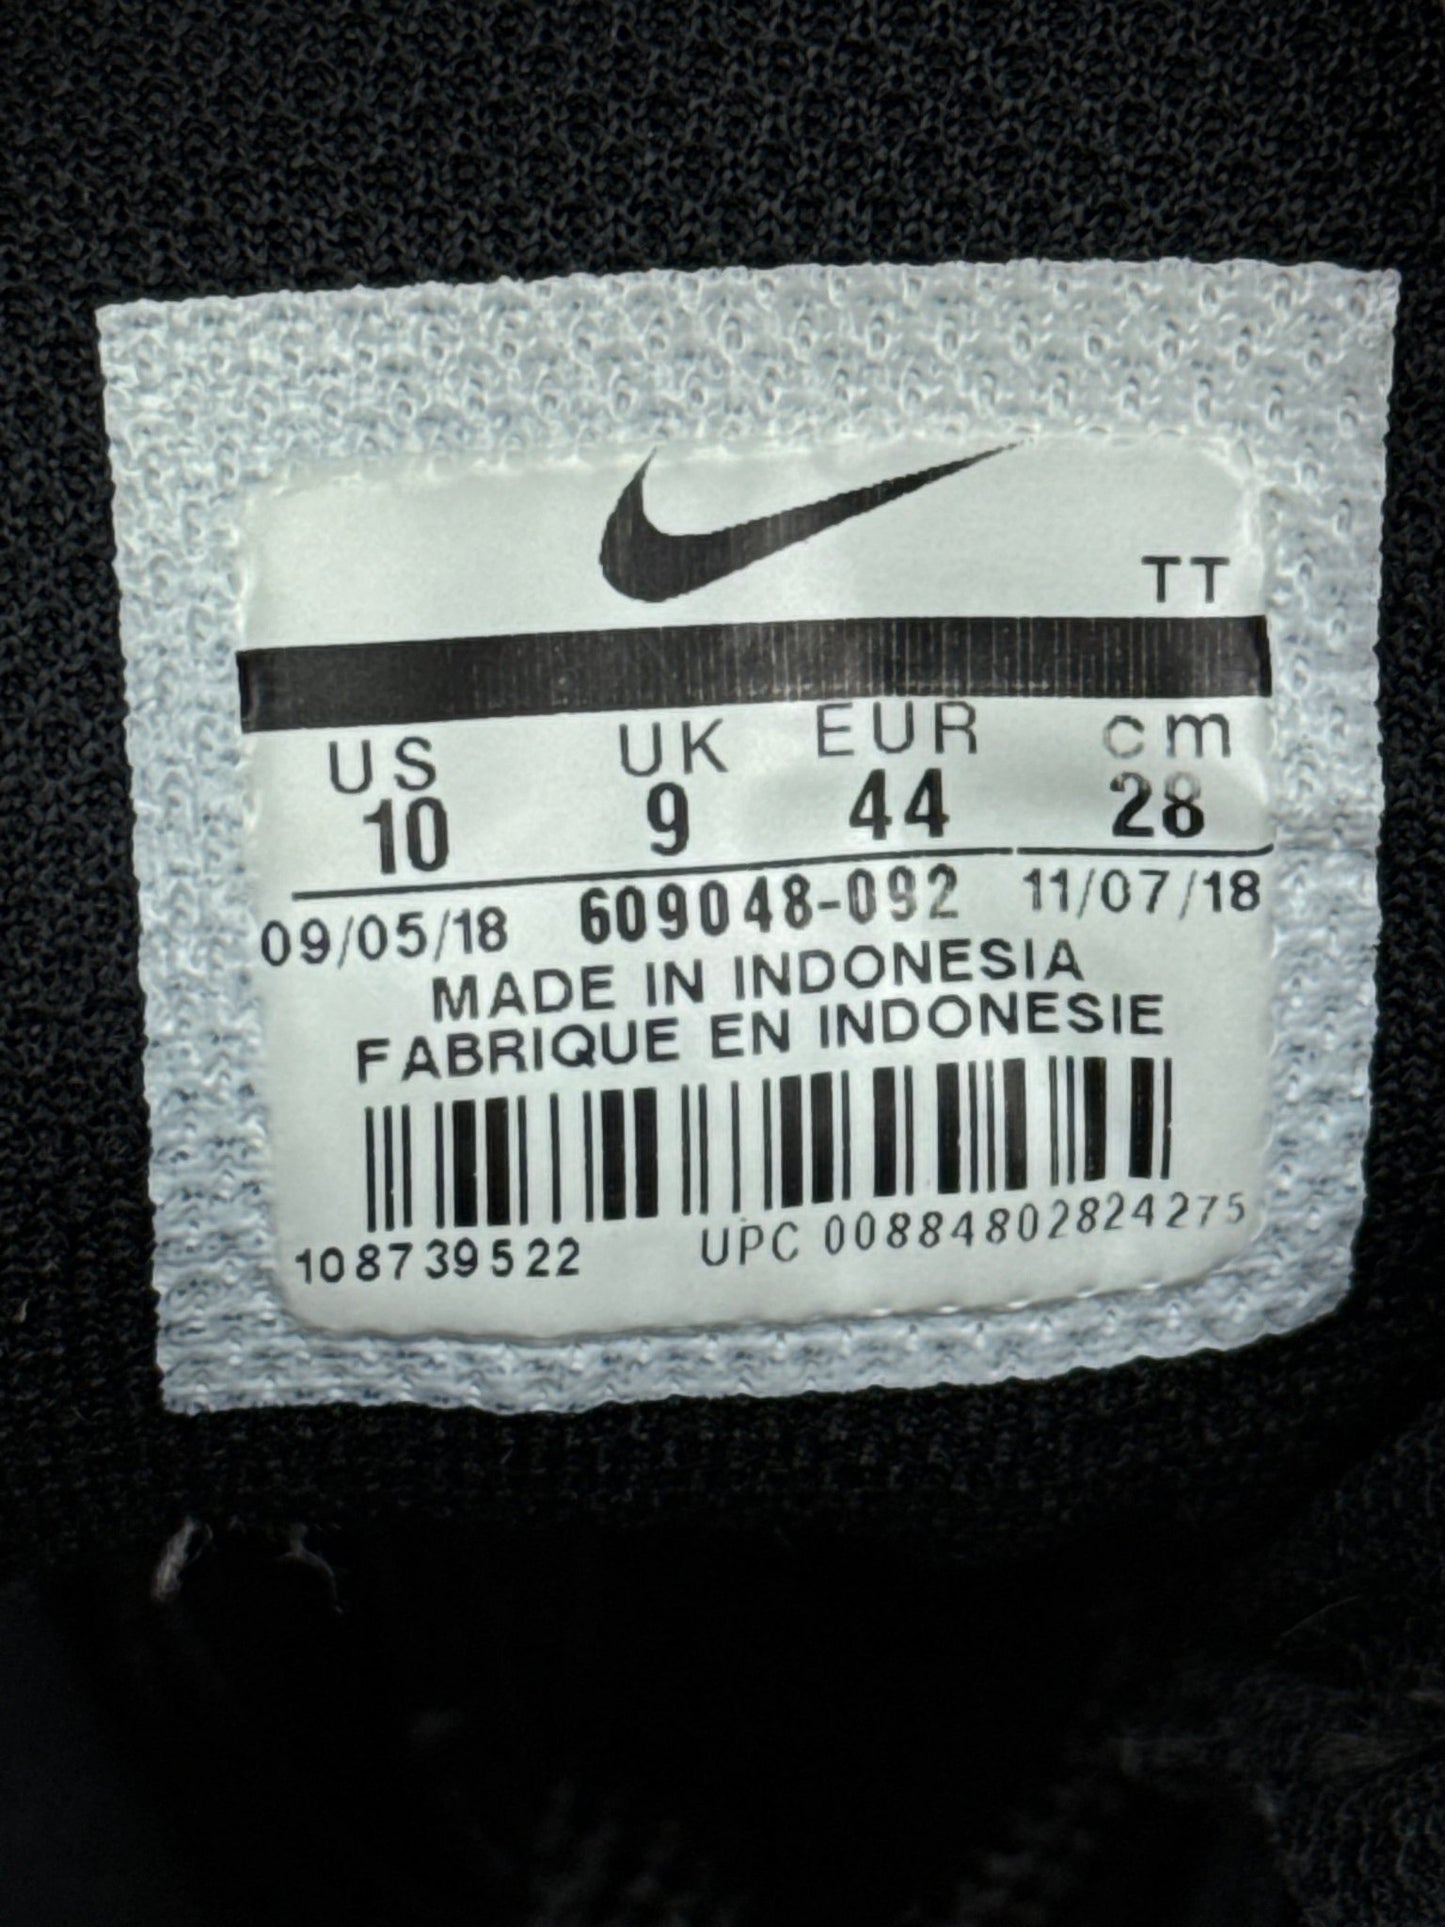 TT
US UK EUR cm
10 9 44 28
09/05/18 609048-092 11/07/18
MADE IN INDONESIA
FABRIQUE EN INDONESIE
108739522 UPC 00884802824275